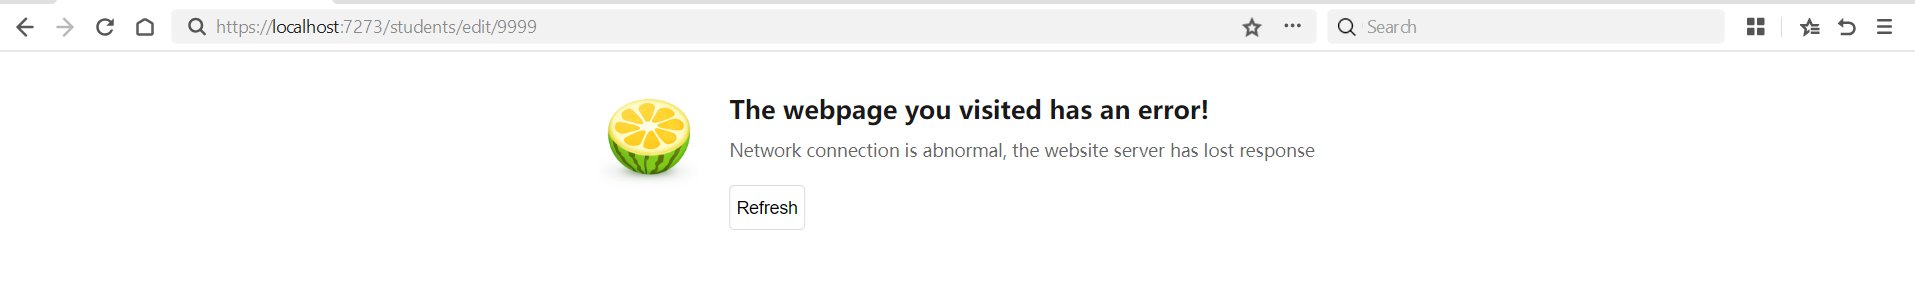 https://localhost:7273/students/edit/9999
Search
The webpage you visited has an error!
Network connection is abnormal, the website server has lost response
Refresh